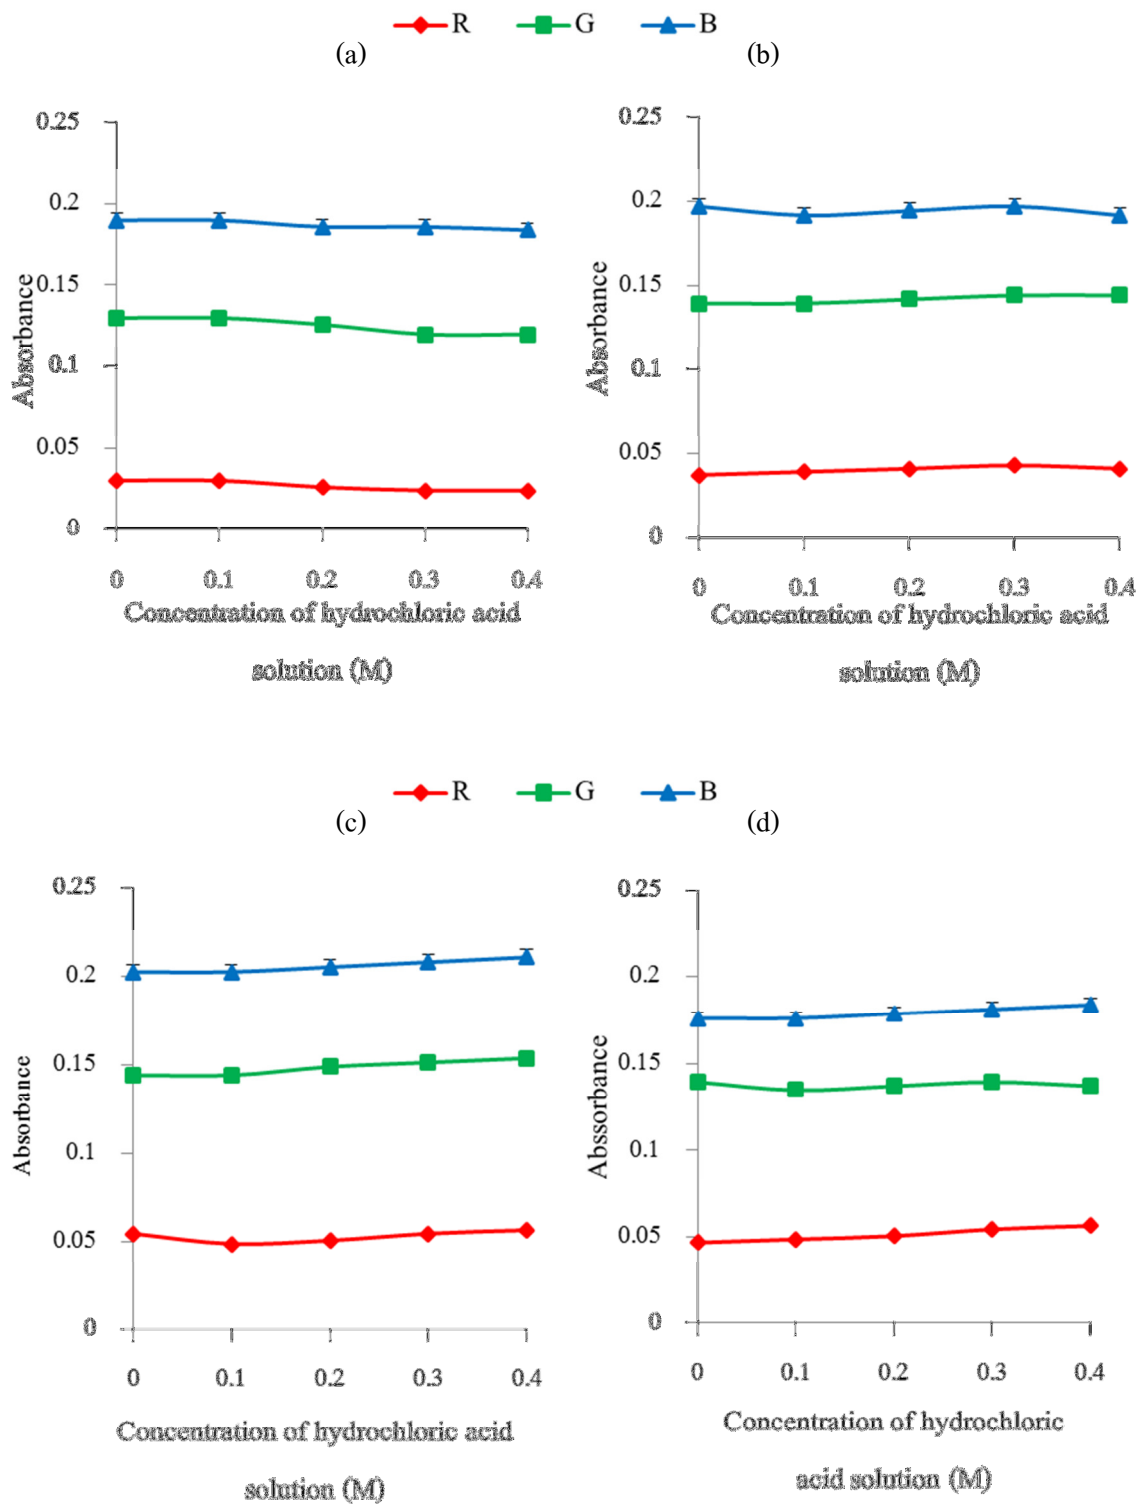 R G B
(a) (b)
0.25
0.2
0.15
0.1
0.05
0
Absorbance
0 0.1 0.2 0.3 0.4
Concentration of hydrochloric acid
solution (M)
0.25
0.2
0.15
0.1
0.05
0
Absorbance
0 0.1 0.2 0.3 0.4
Concentration of hydrochloric acid
solution (M)
R G B
(c) (d)
0.25
0.2
0.15
0.1
0.05
0
Absorbance
0 0.1 0.2 0.3 0.4
Concentration of hydrochloric acid
solution (M)
0.25
0.2
0.15
0.1
0.05
0
Abssorbance
0 0.1 0.2 0.3 0.4
Concentration of hydrochloric
acid solution (M)